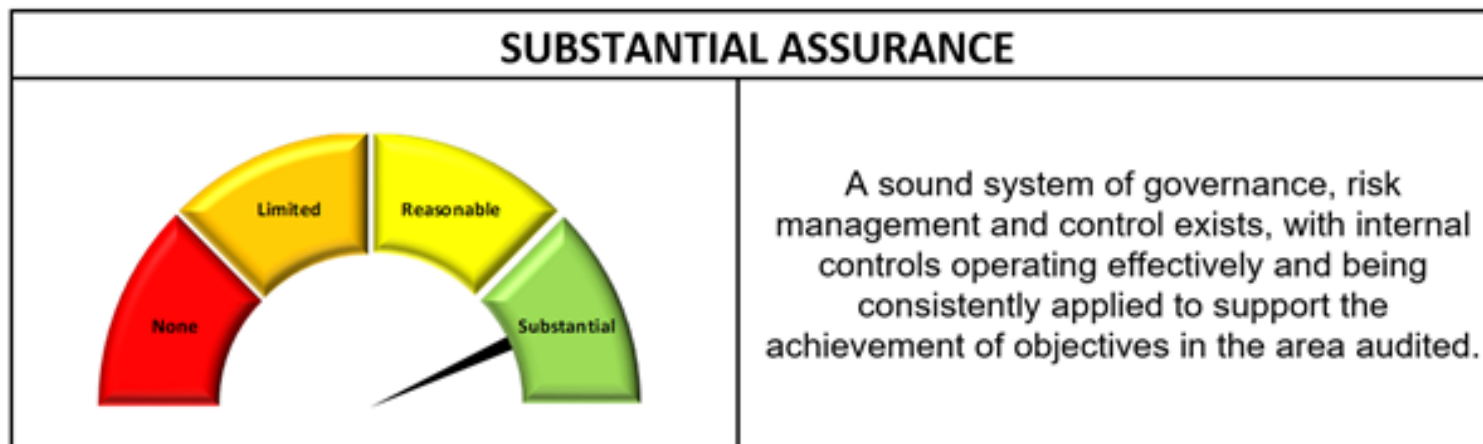 SUBSTANTIAL ASSURANCE
Limited
Reasonable
None
Substantial
A sound system of governance, risk
management and control exists, with internal
controls operating effectively and being
consistently applied to support the
achievement of objectives in the area audited.